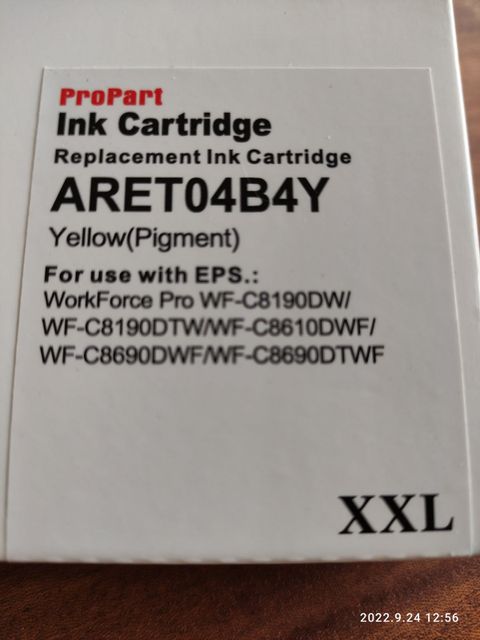 ProPart
Ink Cartridge
Replacement Ink Cartridge
ARET04B4Y
Yellow(Pigment)
For use with EPS.:
WorkForce Pro WF-C8190DW/
WF-C8190DTW/WF-C8610DWF/
WF-C8690DWF/WF-C8690DTWF
XXL
2022.9.24 12:56